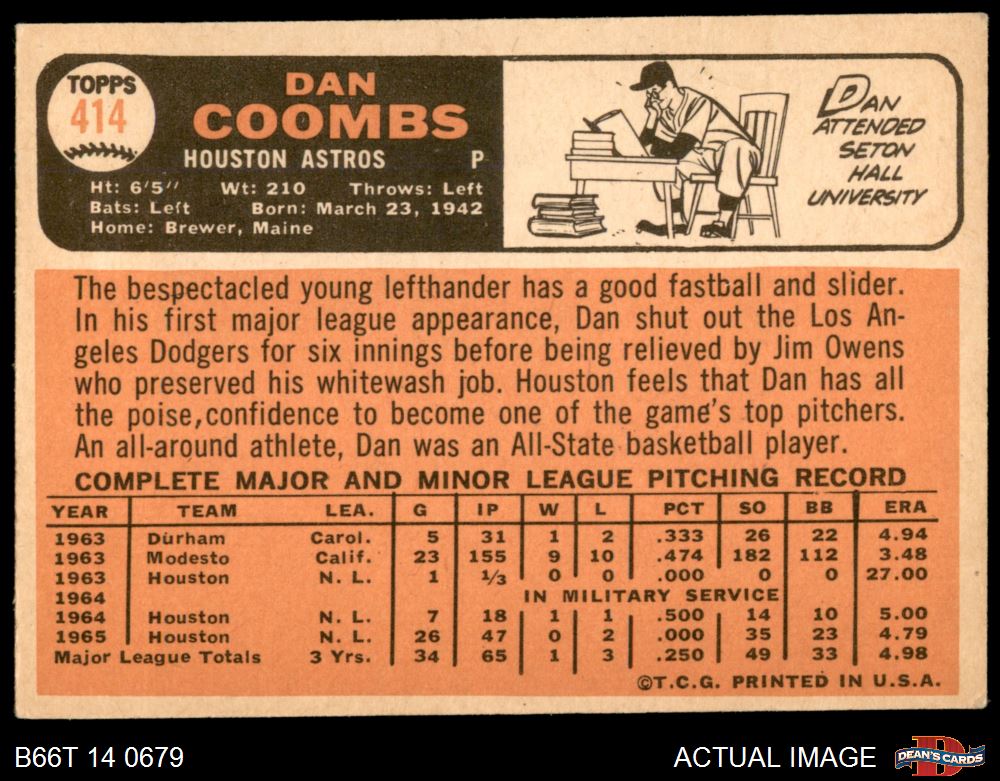 TOPPS
414
DAN
COOMBS
HOUSTON ASTROS P
Ht: 6'5" Wt: 210 Throws: Left
Bats: Left Born: March 23, 1942
Home: Brewer, Maine
DAN
ATTENDED
SETON
HALL
UNIVERSITY
The bespectacled young lefthander has a good fastball and slider.
In his first major league appearance, Dan shut out the Los An-
geles Dodgers for six innings before being relieved by Jim Owens
who preserved his whitewash job. Houston feels that Dan has all
the poise, confidence to become one of the game's top pitchers.
An all-around athlete, Dan was an All-State basketball player.
COMPLETE MAJOR AND MINOR LEAGUE PITCHING RECORD
YEAR TEAM LEA. G IP W L PCT SO BB ERA
1963 Durham Carol. 5 31 1 2 .333 26 22 4.94
1963 Modesto Calif. 23 155 9 10 .474 182 112 3.48
1963 Houston N. L. 1 1/3 0 0 .000 0 0 27.00
1964 IN MILITARY SERVICE
1964 Houston N. L. 7 18 1 1 .500 14 10 5.00
1965 Houston N. L. 26 47 0 2 .000 35 23 4.79
Major League Totals 3 Yrs. 34 65 1 3 .250 49 33 4.98
©T.C.G. PRINTED IN U.S.A.
B66T 14 0679 ACTUAL IMAGE DEAN'S CARDS